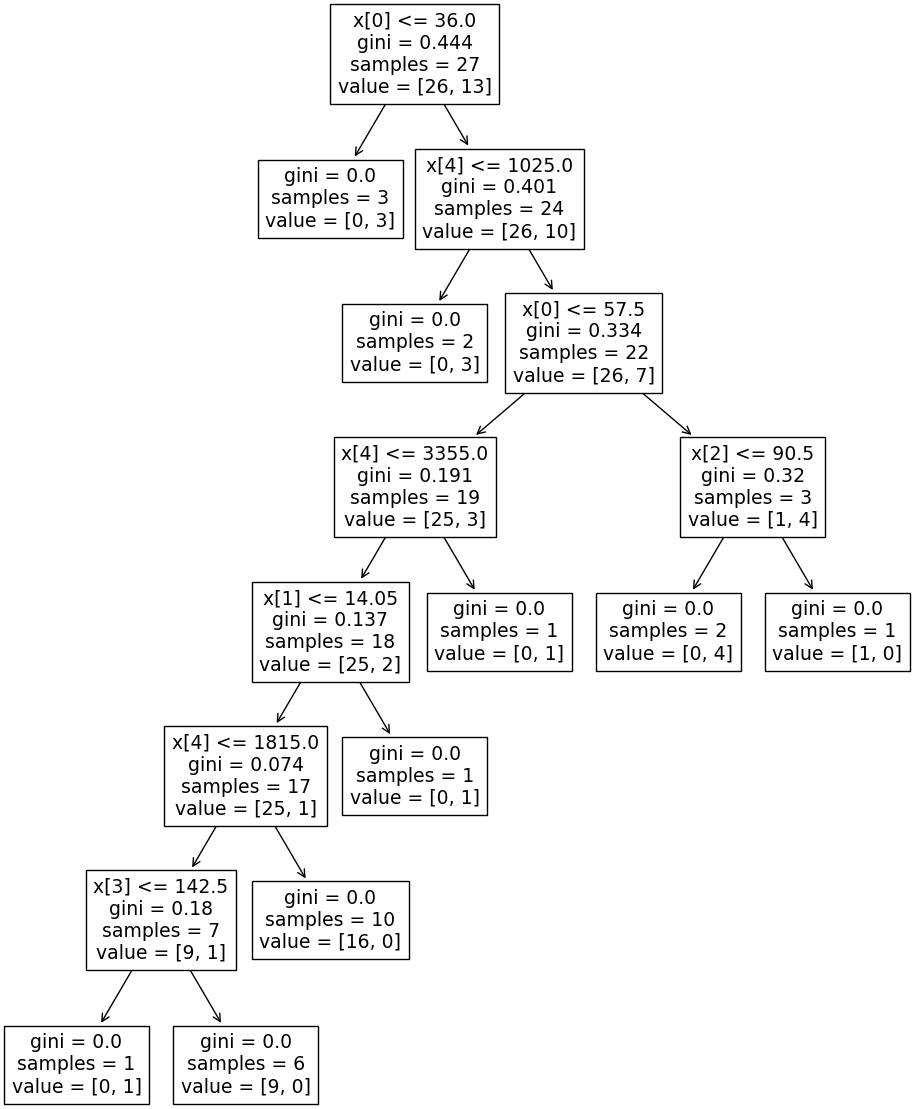 x[0] <= 36.0
gini = 0.444
samples = 27
value = [26, 13]
gini = 0.0
samples = 3
value = [0, 3]
x[4] <= 1025.0
gini = 0.401
samples = 24
value = [26, 10]
gini = 0.0
samples = 2
value = [0, 3]
x[0] <= 57.5
gini = 0.334
samples = 22
value = [26, 7]
x[4] <= 3355.0
gini = 0.191
samples = 19
value = [25, 3]
x[2] <= 90.5
gini = 0.32
samples = 3
value = [1, 4]
x[1] <= 14.05
gini = 0.137
samples = 18
value = [25, 2]
gini = 0.0
samples = 1
value = [0, 1]
gini = 0.0
samples = 2
value = [0, 4]
gini = 0.0
samples = 1
value = [1, 0]
x[4] <= 1815.0
gini = 0.074
samples = 17
value = [25, 1]
gini = 0.0
samples = 1
value = [0, 1]
x[3] <= 142.5
gini = 0.18
samples = 7
value = [9, 1]
gini = 0.0
samples = 10
value = [16, 0]
gini = 0.0
samples = 1
value = [0, 1]
gini = 0.0
samples = 6
value = [9, 0]